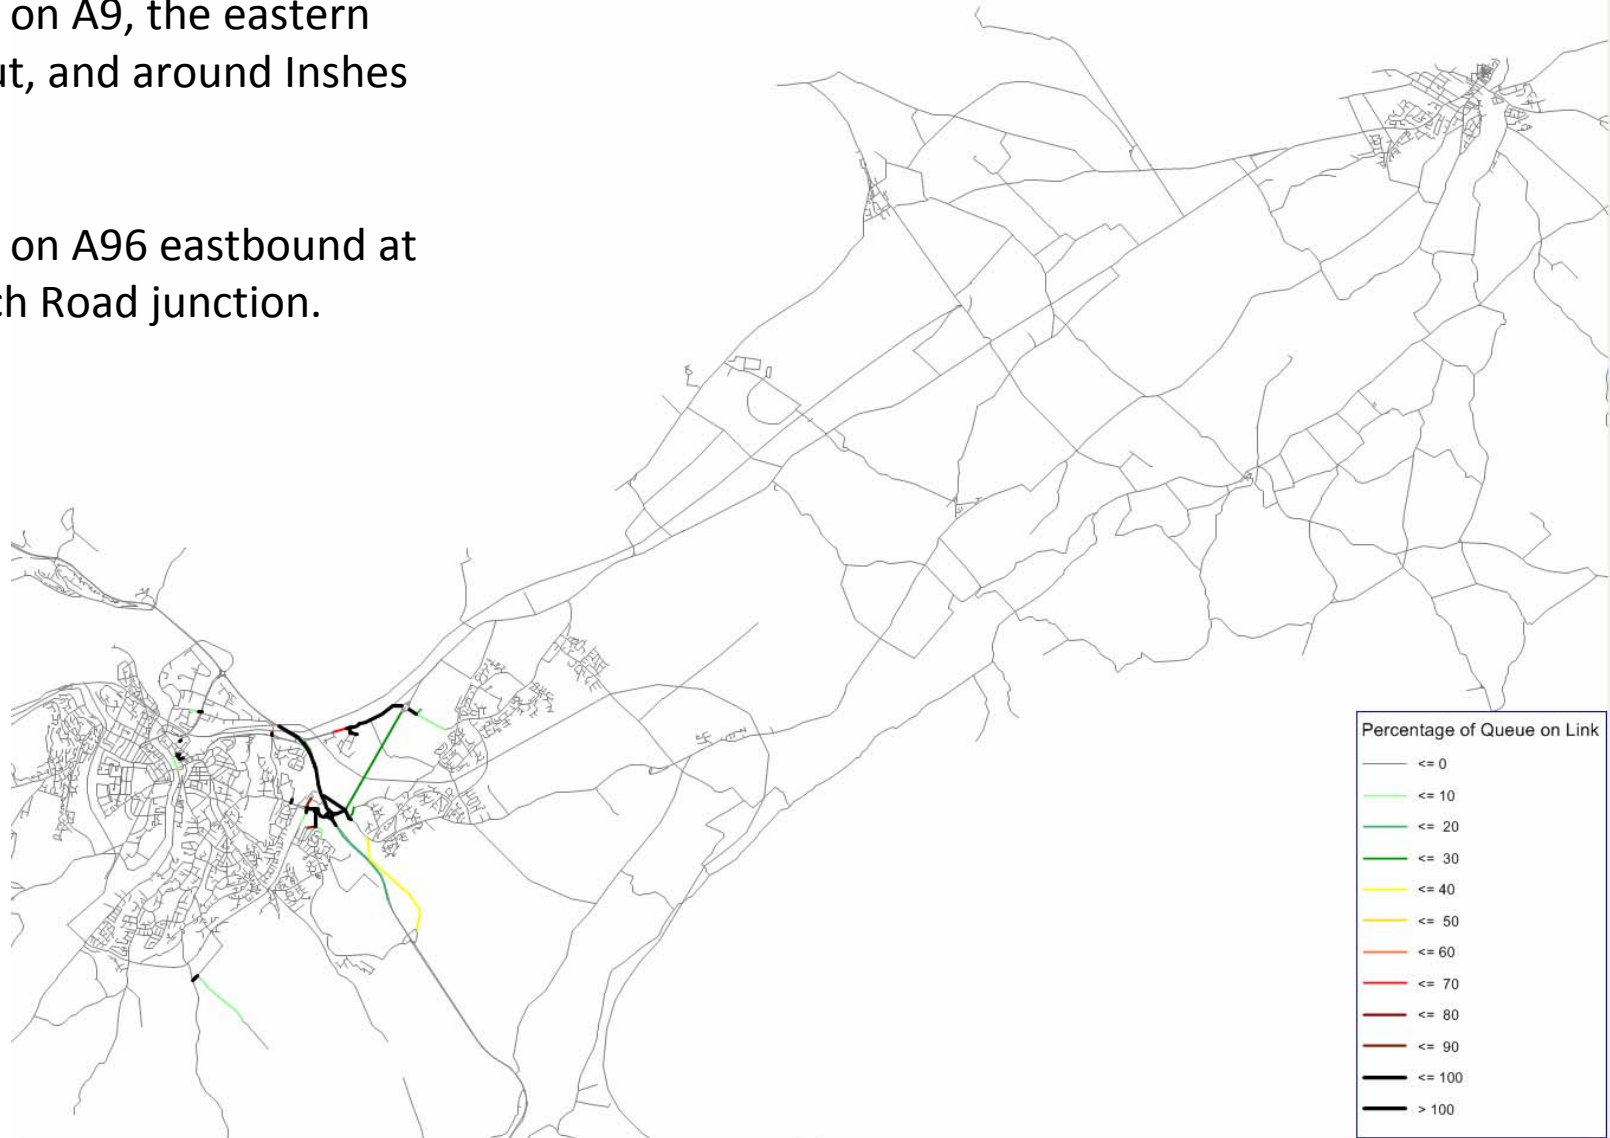 on A9, the eastern
ut, and around Inshes
on A96 eastbound at
ch Road junction.
Percentage of Queue on Link
<= 0
<= 10
<= 20
<= 30
<= 40
<= 50
<= 60
<= 70
<= 80
<= 90
<= 100
> 100